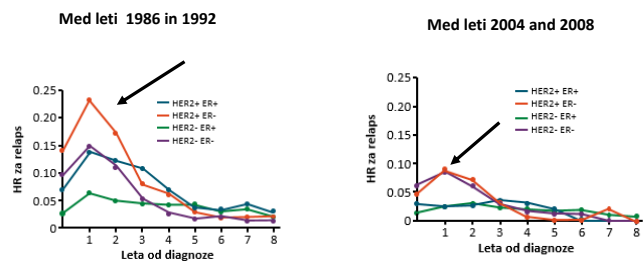 Med leti 1986 in 1992
HR za relaps
0.25
0.20
0.15
0.10
0.05
0
HER2+ ER+
HER2+ ER-
HER2- ER+
HER2- ER-
1 2 3 4 5 6 7 8
Leta od diagnoze
Med leti 2004 and 2008
HR za relaps
0.25
0.20
0.15
0.10
0.05
0
HER2+ ER+
HER2+ ER-
HER2- ER+
HER2- ER-
0 1 2 3 4 5 6 7 8
Leta od diagnoze